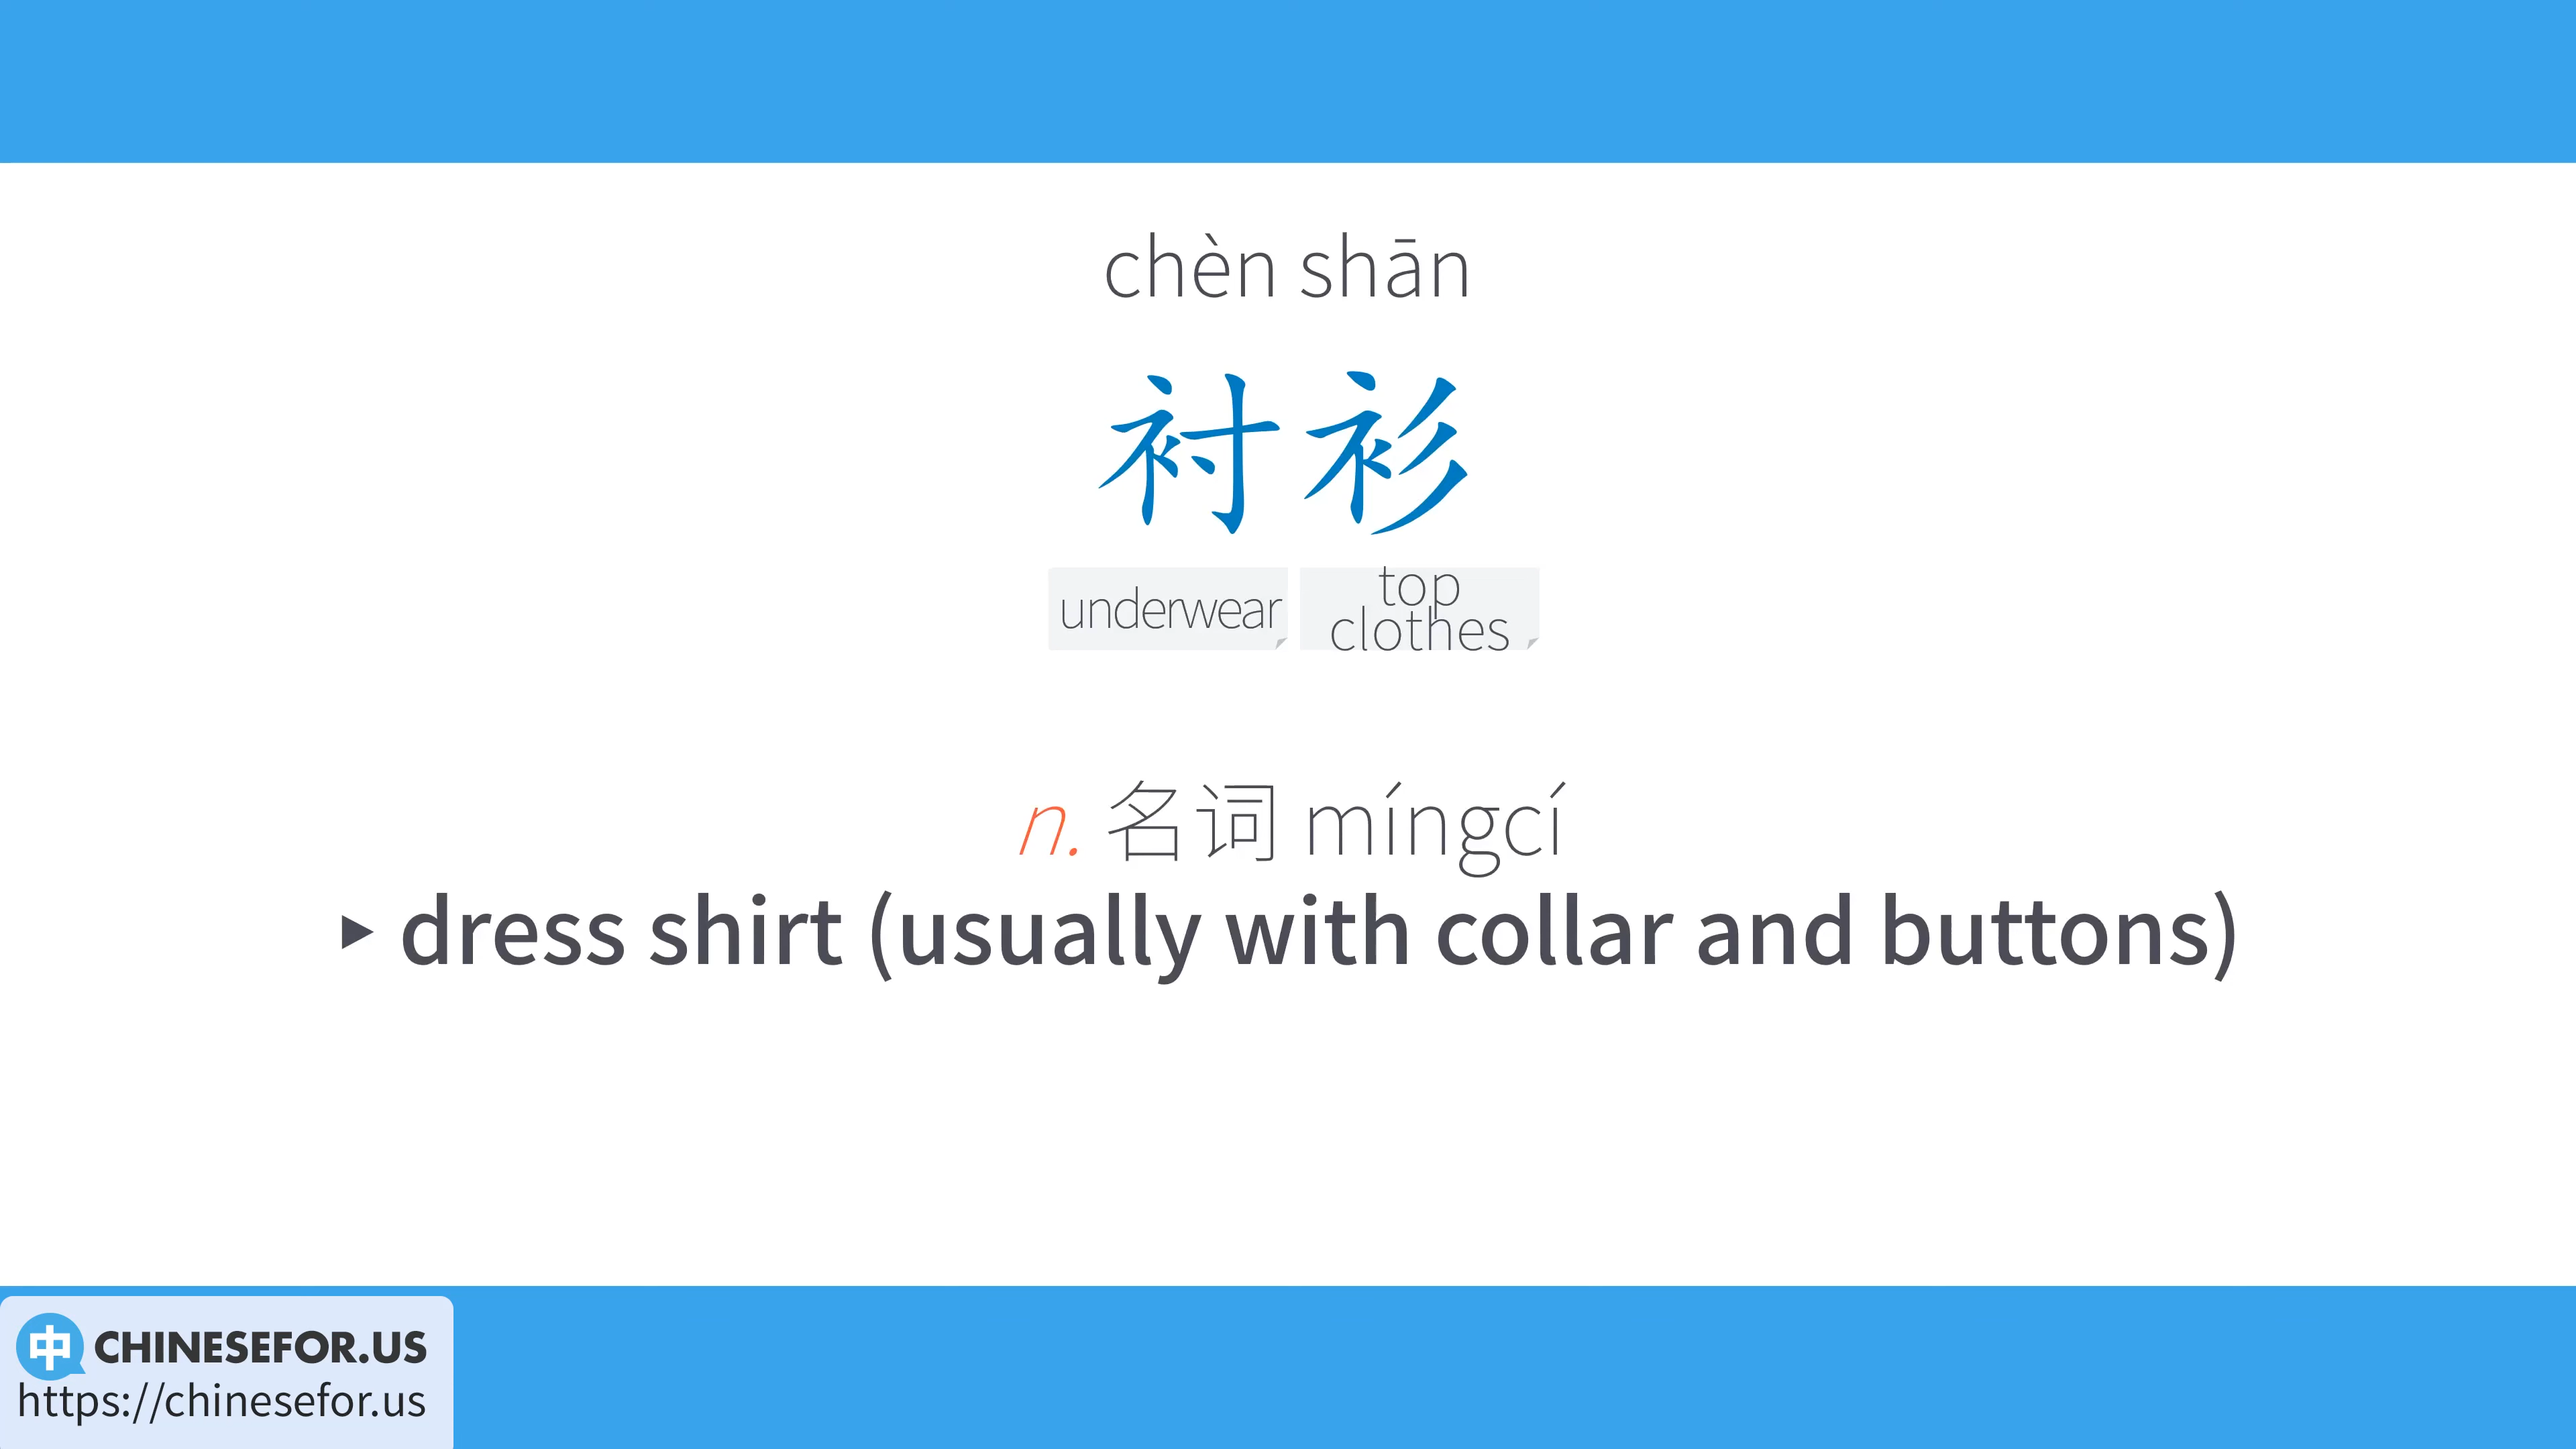 chèn shān
衬衫
underwear
top
clothes
n. 名词 míngcí
▸ dress shirt (usually with collar and buttons)
中 CHINESEFOR.US
https://chinesefor.us